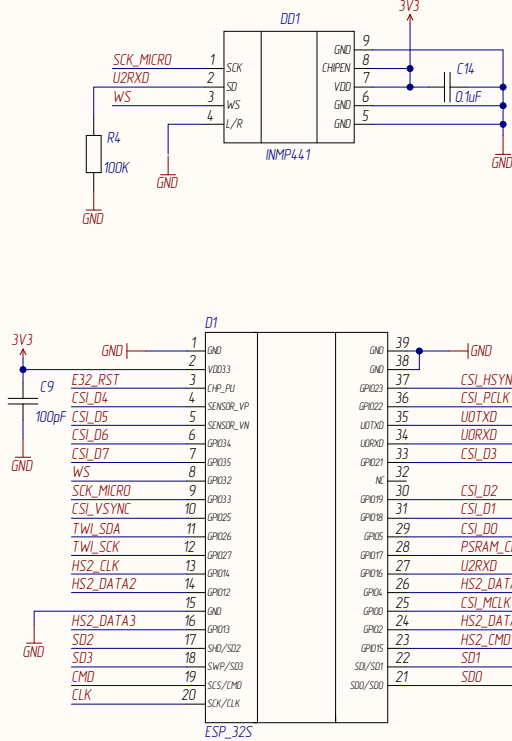 3V3
DD1
SCK_MICRO 1 SCK GND 9
CHIPEN 8 C14
U2RXD 2 SD VDD 7
WS 3 WS GND 6 0.1uF
4 L/R GND 5
R4
100K
INMP441
GND
GND
GND
D1
3V3
GND 1 GND GND 39 GND
2 VDD33 GND 38
C9
E32_RST 3 CHP_PU GPIO23 37 CSI_HSYN
CSI_D4 4 SENSOR_VP GPIO22 36 CSI_PCLK
100pF
CSI_D5 5 SENSOR_VN U0TXD 35 U0TXD
CSI_D6 6 GPIO34 U0RXD 34 U0RXD
CSI_D7 7 GPIO35 GPIO21 33 CSI_D3
GND
WS 8 GPIO32 NC 32
SCK_MICRO 9 GPIO33 GPIO19 30 CSI_D2
CSI_VSYNC 10 GPIO25 GPIO18 31 CSI_D1
TWI_SDA 11 GPIO26 GPIO5 29 CSI_D0
TWI_SCK 12 GPIO27 GPIO17 28 PSRAM_C
HS2_CLK 13 GPIO14 GPIO16 27 U2RXD
HS2_DATA2 14 GPIO12 GPIO4 26 HS2_DAT
15 GND GPIO0 25 CSI_MCLK
HS2_DATA3 16 GPIO13 GPIO2 24 HS2_DAT
SD2 17 SHD/SD2 GPIO15 23 HS2_CMD
GND
SD3 18 SWP/SD3 SDI/SD1 22 SD1
CMD 19 SCS/CMD SDO/SD0 21 SD0
CLK 20 SCK/CLK
ESP_32S